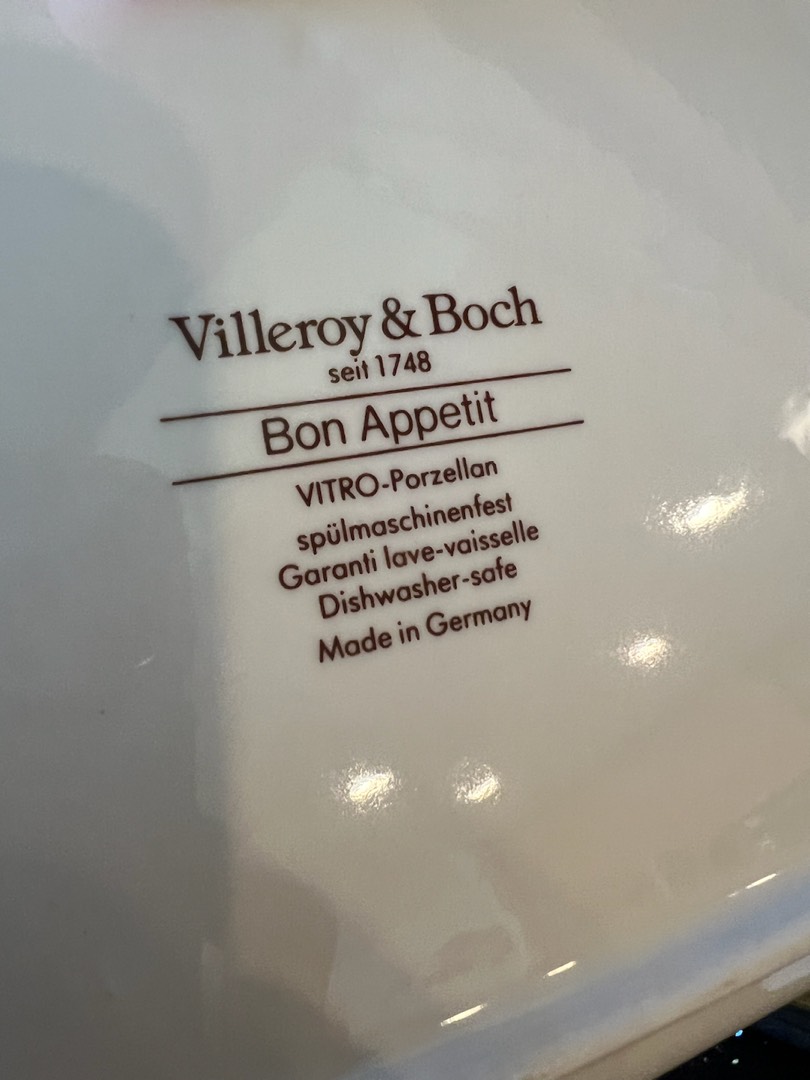 Villeroy & Boch
seit 1748
Bon Appetit
VITRO-Porzellan
spülmaschinenfest
Garanti lave-vaisselle
Dishwasher-safe
Made in Germany